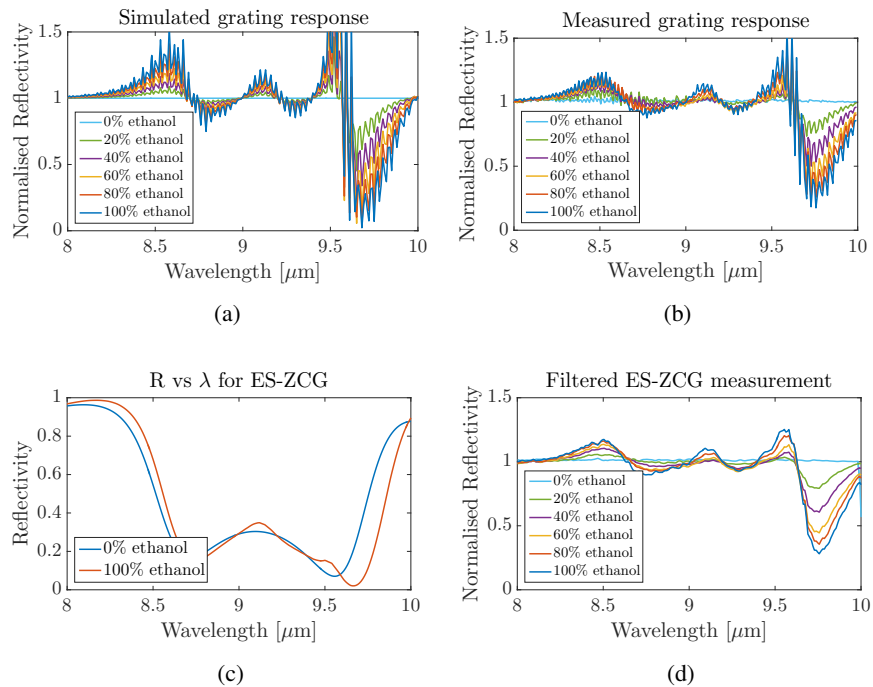 Simulated grating response
Normalised Reflectivity
1.5
1
0.5
0
0% ethanol
20% ethanol
40% ethanol
60% ethanol
80% ethanol
100% ethanol
8 8.5 9 9.5 10
Wavelength [μm]
(a)
Measured grating response
Normalised Reflectivity
1.5
1
0.5
0
0% ethanol
20% ethanol
40% ethanol
60% ethanol
80% ethanol
100% ethanol
8 8.5 9 9.5 10
Wavelength [μm]
(b)
R vs λ for ES-ZCG
Reflectivity
1
0.8
0.6
0.4
0.2
0
0% ethanol
100% ethanol
8 8.5 9 9.5 10
Wavelength [μm]
(c)
Filtered ES-ZCG measurement
Normalised Reflectivity
1.5
1
0.5
0
0% ethanol
20% ethanol
40% ethanol
60% ethanol
80% ethanol
100% ethanol
8 8.5 9 9.5 10
Wavelength [μm]
(d)